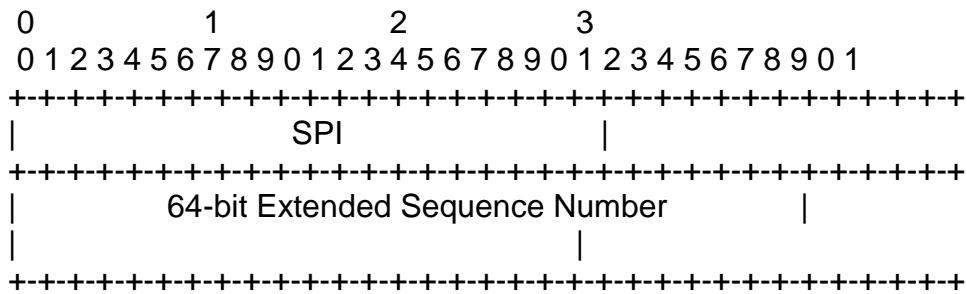 0 1 2 3
0 1 2 3 4 5 6 7 8 9 0 1 2 3 4 5 6 7 8 9 0 1 2 3 4 5 6 7 8 9 0 1
+-+-+-+-+-+-+-+-+-+-+-+-+-+-+-+-+-+-+-+-+-+-+-+-+-+-+-+-+-+-+-+-+
| SPI |
+-+-+-+-+-+-+-+-+-+-+-+-+-+-+-+-+-+-+-+-+-+-+-+-+-+-+-+-+-+-+-+-+
| 64-bit Extended Sequence Number |
| |
+-+-+-+-+-+-+-+-+-+-+-+-+-+-+-+-+-+-+-+-+-+-+-+-+-+-+-+-+-+-+-+-+